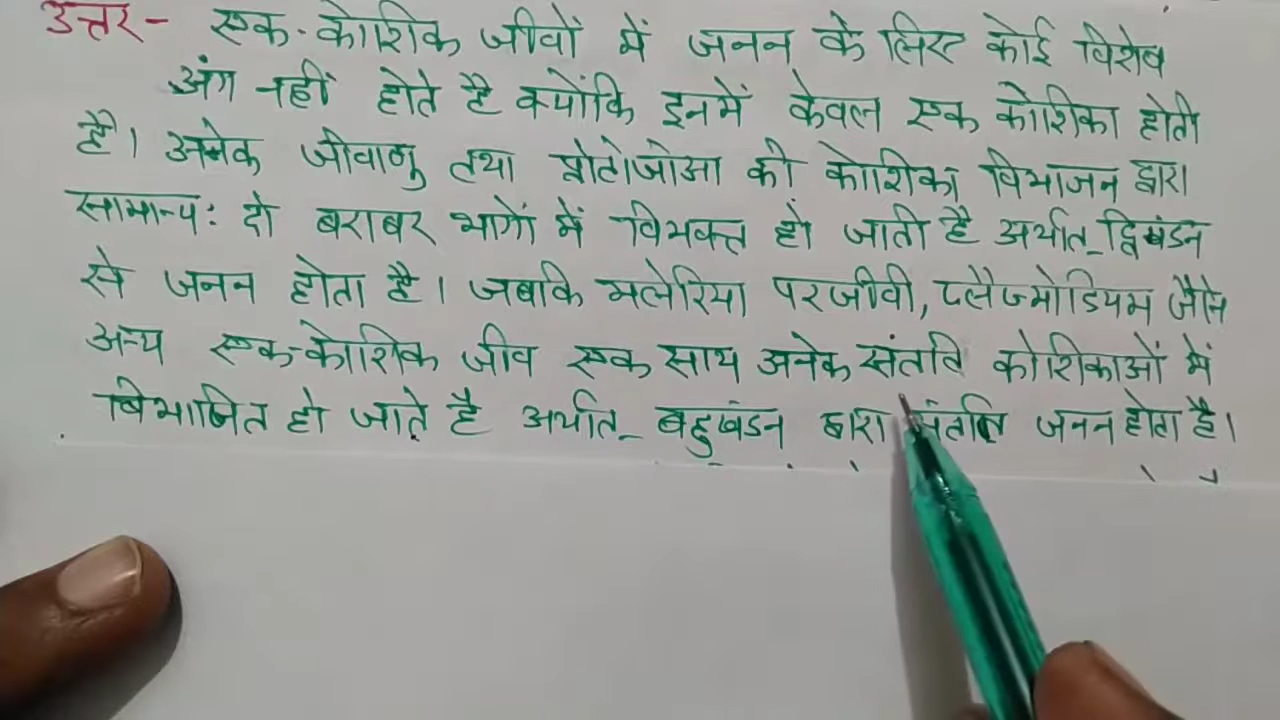 उत्तर- एक-कोशिक जीवों में जनन के लिए कोई विशेष
अंग नहीं होते है क्योंकि इनमें केवल एक कोशिका होती
है। अनेक जीवाणु तथा प्रोटोजोआ की कोशिका विभाजन द्वारा
सामान्य: दो बराबर भागों में विभक्त हो जाती है अर्थात्-द्विखंडन
से जनन होता है। जबकि मलेरिया परजीवी, प्लैज्मोडियम जैसे
अन्य एक-कोशिक जीव एक साथ अनेक संतति कोशिकाओं में
विभाजित हो जाते है अर्थात- बहुखंडन द्वारा संतति जनन होता है।